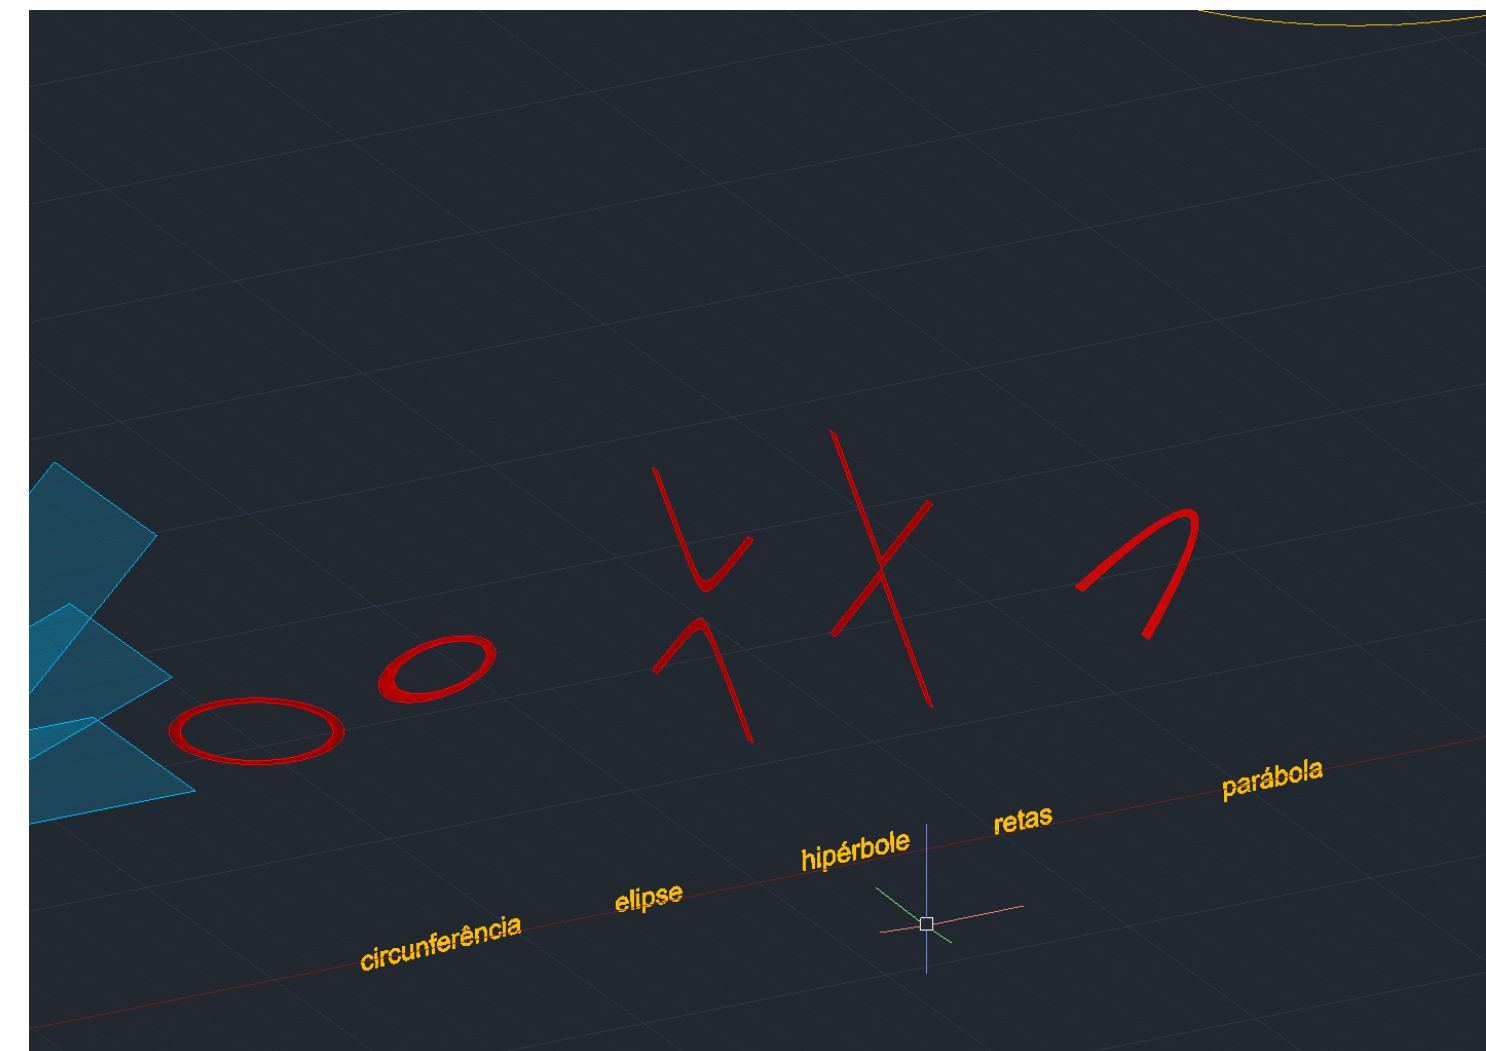 circunferência
elipse
hipérbole
retas
parábola